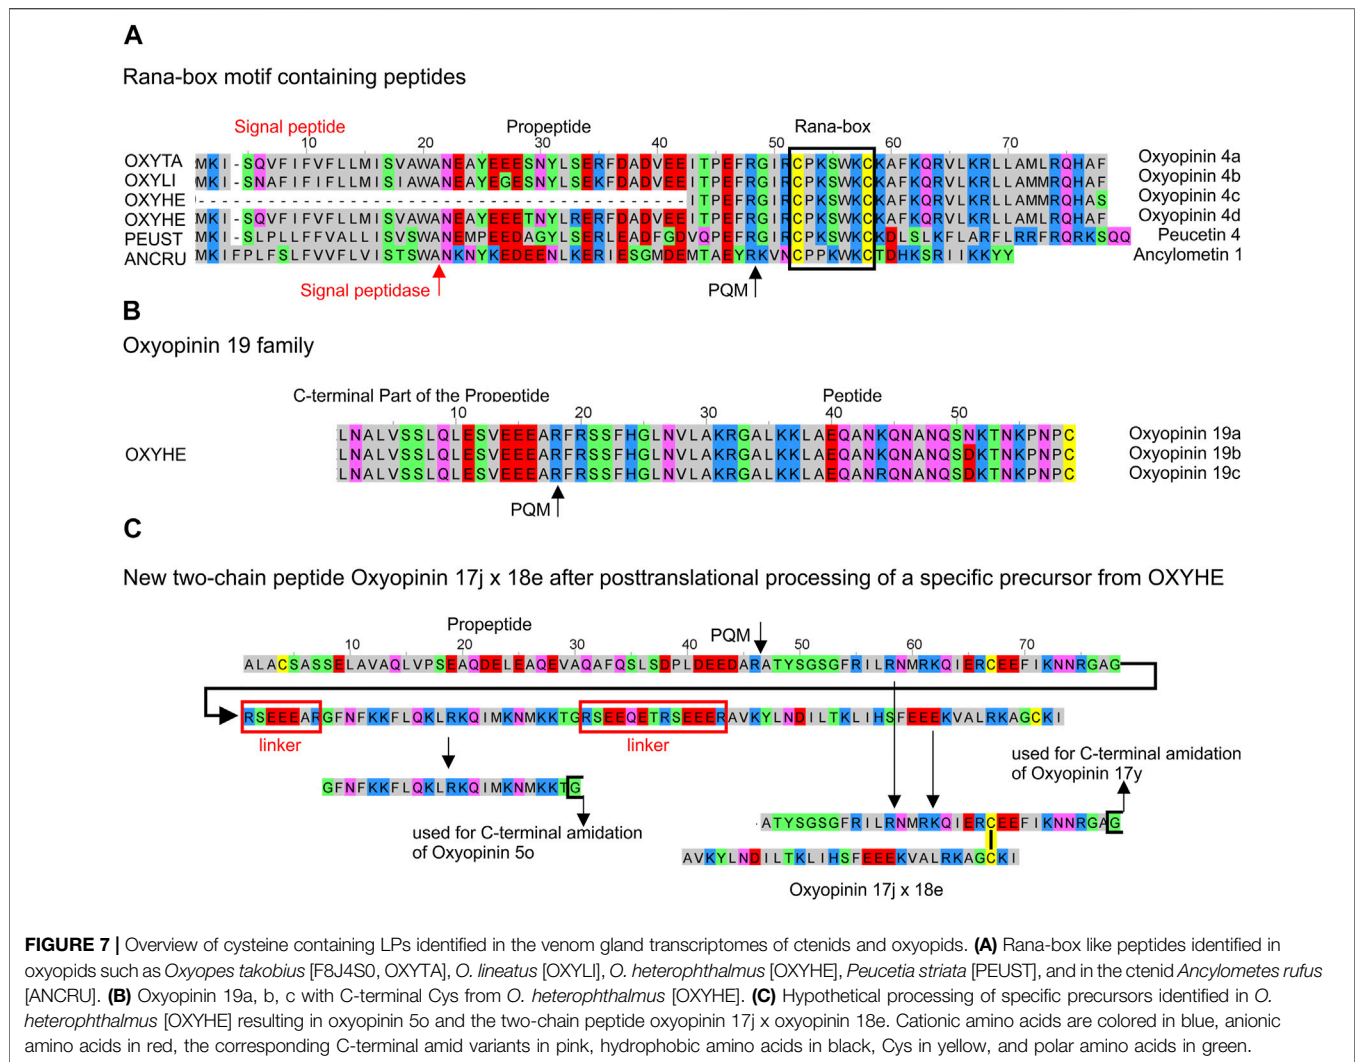 A
Rana-box motif containing peptides
Signal peptide Propeptide Rana-box
10 20 30 40 50 60 70
OXYTA MKI-SQVFIFVFLLMISVAWANEAYEEESNYLSERFDADVEEITPEFRGIRCPKSWKCKAFKQRVLKRLLAMLRQHAF Oxyopinin 4a
OXYLI MKI-SNAFIFIFLLMISIAWANEAYEGESNYLSEKFDADVEEITPEFRGIRCPKSWKCKAFKQRVLKRLLAMMRQHAF Oxyopinin 4b
OXYHE ------------------------------------------ITPEFRGIRCPKSWKCKAFKQRVLKRLLAMMRQHAS Oxyopinin 4c
OXYHE MKI-SQVFIFVFLLMISVAWANEAYEEETNYLRERFDADVEEITPEFRGIRCPKSWKCKAFKQRVLKRLLAMLRQHAF Oxyopinin 4d
PEUST MKI-SLPLLFFVALLISVSWANEMPEEDAGYLSERLEADFGDVQPEFRGIRCPKSWKCKDLSLKFLARFLRRFRQRKSQQ Peucetin 4
ANCRU MKIFPLFSLFVVFLVISTSWANKNYKEDEENLKERIESGMDEMTAEYRKVNCPPKWKCTDHKSRIIKKYY Ancylometin 1
Signal peptidase PQM
B
Oxyopinin 19 family
C-terminal Part of the Propeptide Peptide
10 20 30 40 50
LNALVSSLQLESVEEEARFRSSFHGLNVLAKRGALKKLAEQANKQNANQSNKTNKPNPC Oxyopinin 19a
OXYHE LNALVSSLQLESVEEEARFRSSFHGLNVLAKRGALKKLAEQANKQNANQSDKTNKPNPC Oxyopinin 19b
LNALVSSLQLESVEEEARFRSSFHGLNVLAKRGALKKLAEQANRQNANQSDKTNKPNPC Oxyopinin 19c
PQM
C
New two-chain peptide Oxyopinin 17j x 18e after posttranslational processing of a specific precursor from OXYHE
Propeptide PQM
10 20 30 40 50 60 70
ALACSASSELAVAQLVPSEAQDELEAQEVAQAFQSLSDPLDEEDARATYSGSGFRILRNMRKQIERCEEFIKNNRGAG
RSEEEARGFNFKKFLQKLRKQIMKNMKKTGRSEEQETRSEEERAVKYLNDILTKLIHSFEEEKVALRKAGCKI
linker linker
GFNFKKFLQKLRKQIMKNMKKTG
used for C-terminal amidation
of Oxyopinin 5o
used for C-terminal amidation
of Oxyopinin 17y
ATYSGSGFRILRNMRKQIERCEEFIKNNRGAG
AVKYLNDILTKLIHSFEEEKVALRKAGCKI
Oxyopinin 17j x 18e
FIGURE 7 | Overview of cysteine containing LPs identified in the venom gland transcriptomes of ctenids and oxyopids. (A) Rana-box like peptides identified in
oxyopids such as Oxyopes takobius [F8J4S0, OXYTA], O. lineatus [OXYLI], O. heterophthalmus [OXYHE], Peucetia striata [PEUST], and in the ctenid Ancylometes rufus
[ANCRU]. (B) Oxyopinin 19a, b, c with C-terminal Cys from O. heterophthalmus [OXYHE]. (C) Hypothetical processing of specific precursors identified in O.
heterophthalmus [OXYHE] resulting in oxyopinin 5o and the two-chain peptide oxyopinin 17j x oxyopinin 18e. Cationic amino acids are colored in blue, anionic
amino acids in red, the corresponding C-terminal amid variants in pink, hydrophobic amino acids in black, Cys in yellow, and polar amino acids in green.